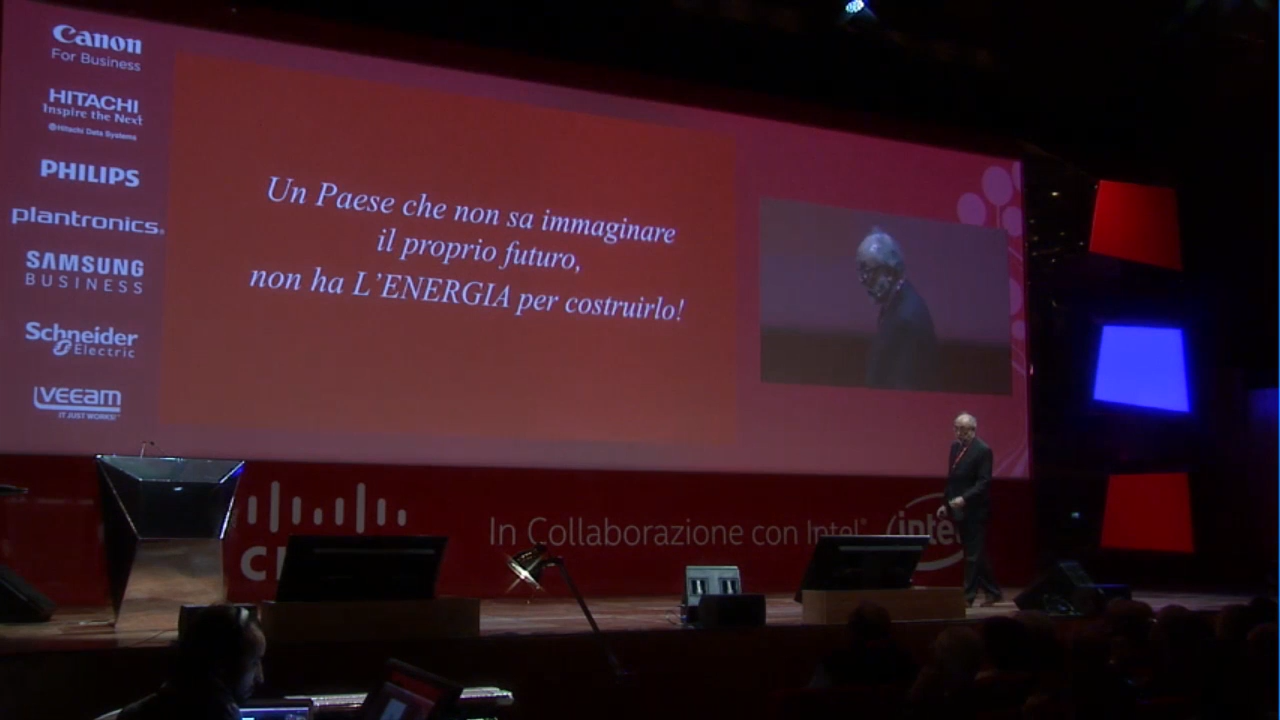 Canon
For Business
HITACHI
Inspire the Next
Hitachi Data Systems
PHILIPS
plantronics®
SAMSUNG
BUSINESS
Schneider
Electric
veeam
IT JUST WORKS!™
Un Paese che non sa immaginare
il proprio futuro,
non ha L'ENERGIA per costruirlo!
In Collaborazione con Intel®